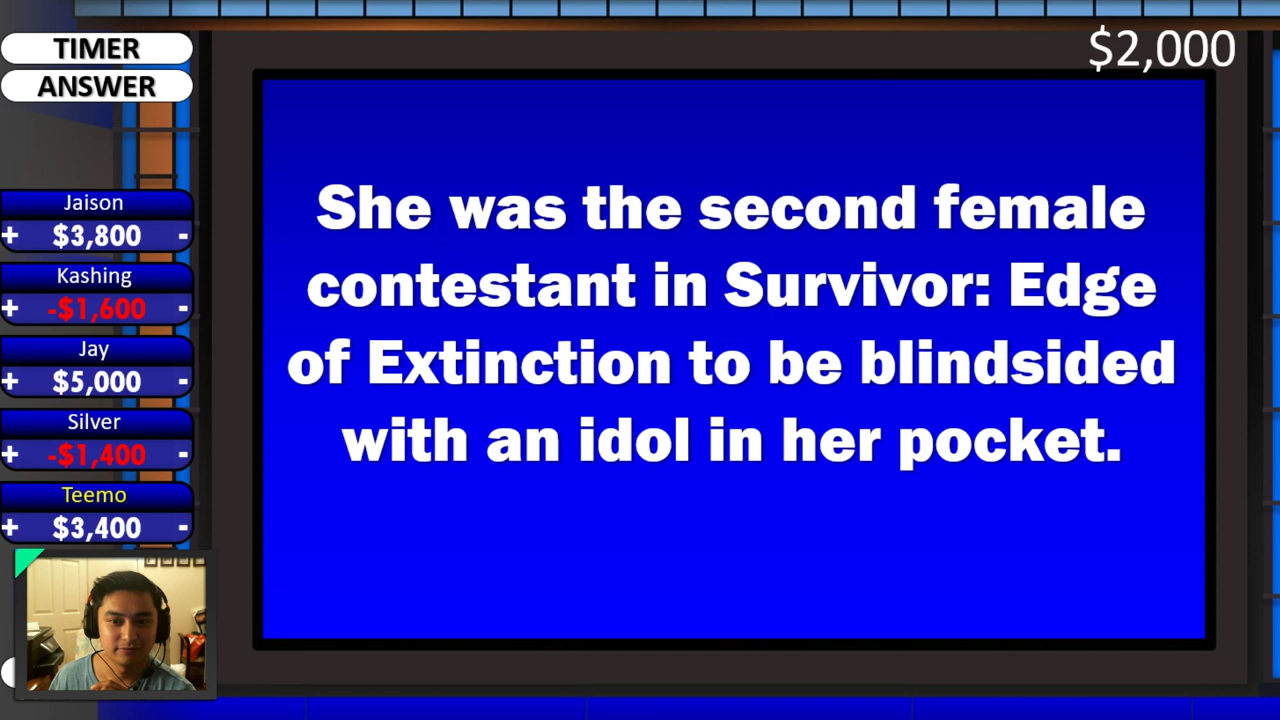 $2,000
TIMER
ANSWER
She was the second female
contestant in Survivor: Edge
of Extinction to be blindsided
with an idol in her pocket.
Jaison
+ $3,800 -
Kashing
+ -$1,600 -
Jay
+ $5,000 -
Silver
+ -$1,400 -
Teemo
+ $3,400 -